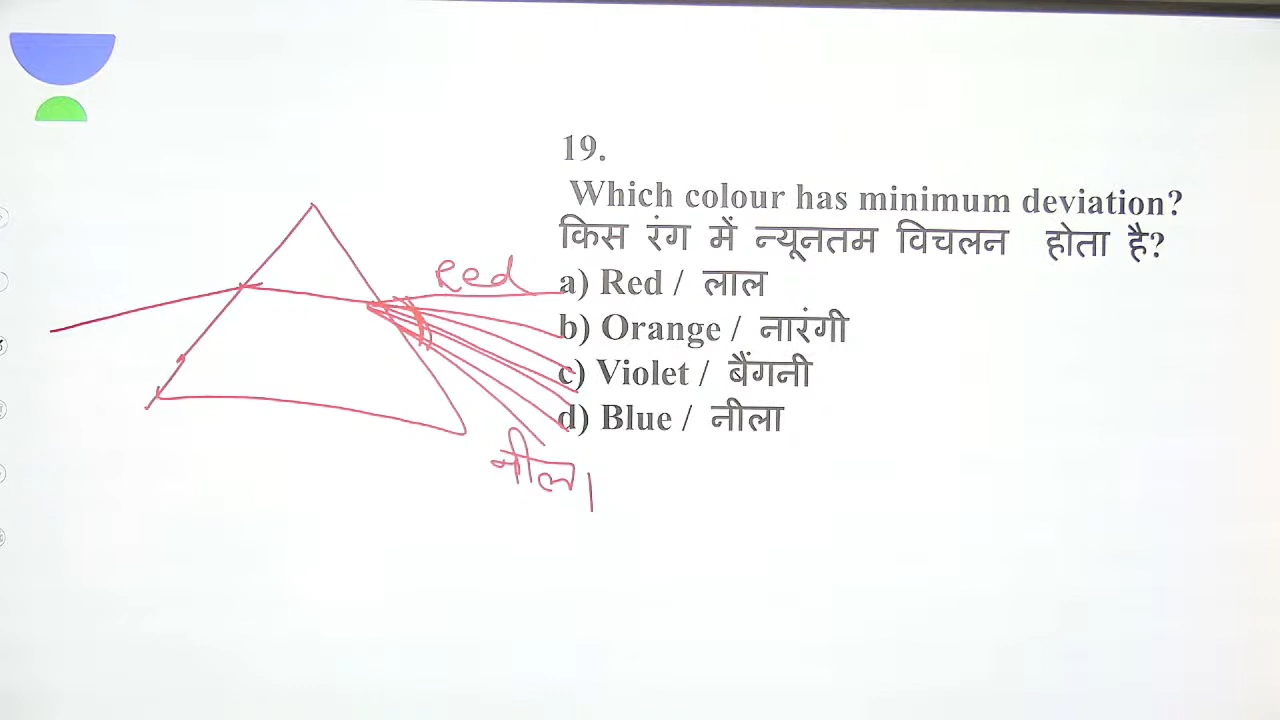 19.
Which colour has minimum deviation?
किस रंग में न्यूनतम विचलन होता है?
Red
a) Red / लाल
b) Orange / नारंगी
c) Violet / बैंगनी
d) Blue / नीला
नीला